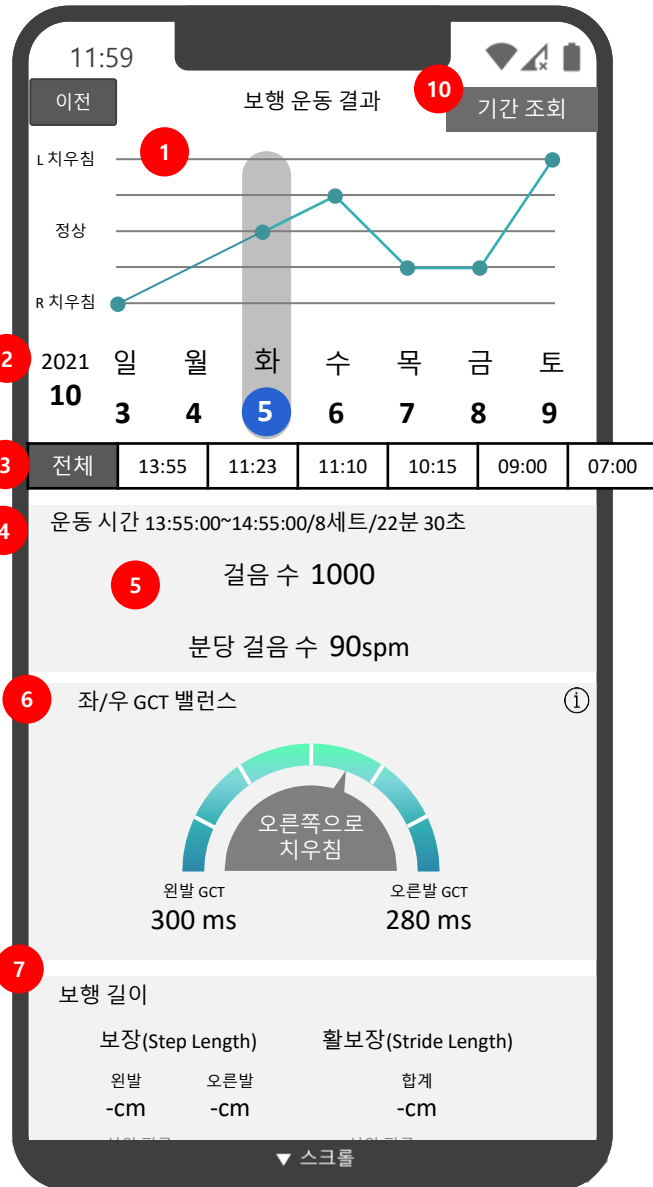 11:59
이전 보행 운동 결과 10 기간 조회
1
L 치우침
정상
R 치우침
2 2021 일 월 화 수 목 금 토
10 3 4 5 6 7 8 9
3 전체 13:55 11:23 11:10 10:15 09:00 07:00
4 운동 시간 13:55:00~14:55:00/8세트/22분 30초
5 걸음 수 1000
분당 걸음 수 90spm
6 좌/우 GCT 밸런스 i
오른쪽으로
치우침
왼발 GCT 오른발 GCT
300 ms 280 ms
7
보행 길이
보장(Step Length) 활보장(Stride Length)
왼발 오른발 합계
-cm -cm -cm
▼ 스크롤